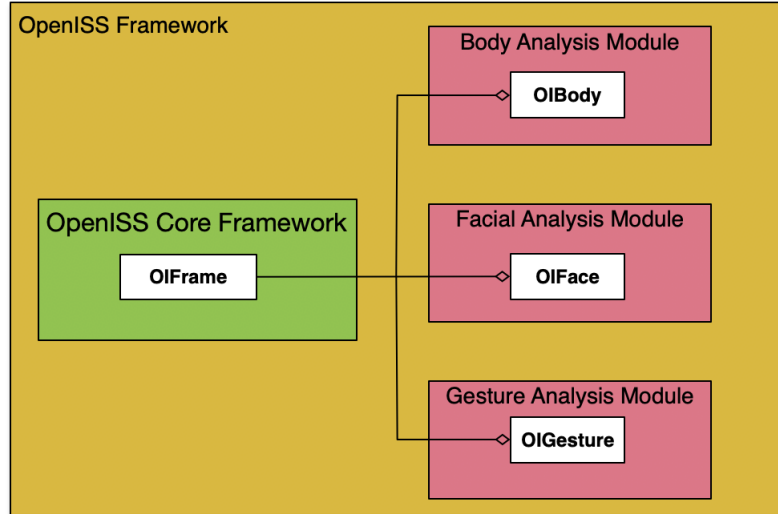 OpenISS Framework
Body Analysis Module
OIBody
OpenISS Core Framework
OIFrame
Facial Analysis Module
OIFace
Gesture Analysis Module
OIGesture